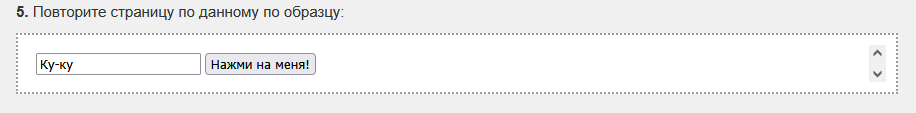 5. Повторите страницу по данному по образцу:
Ку-ку Нажми на меня!